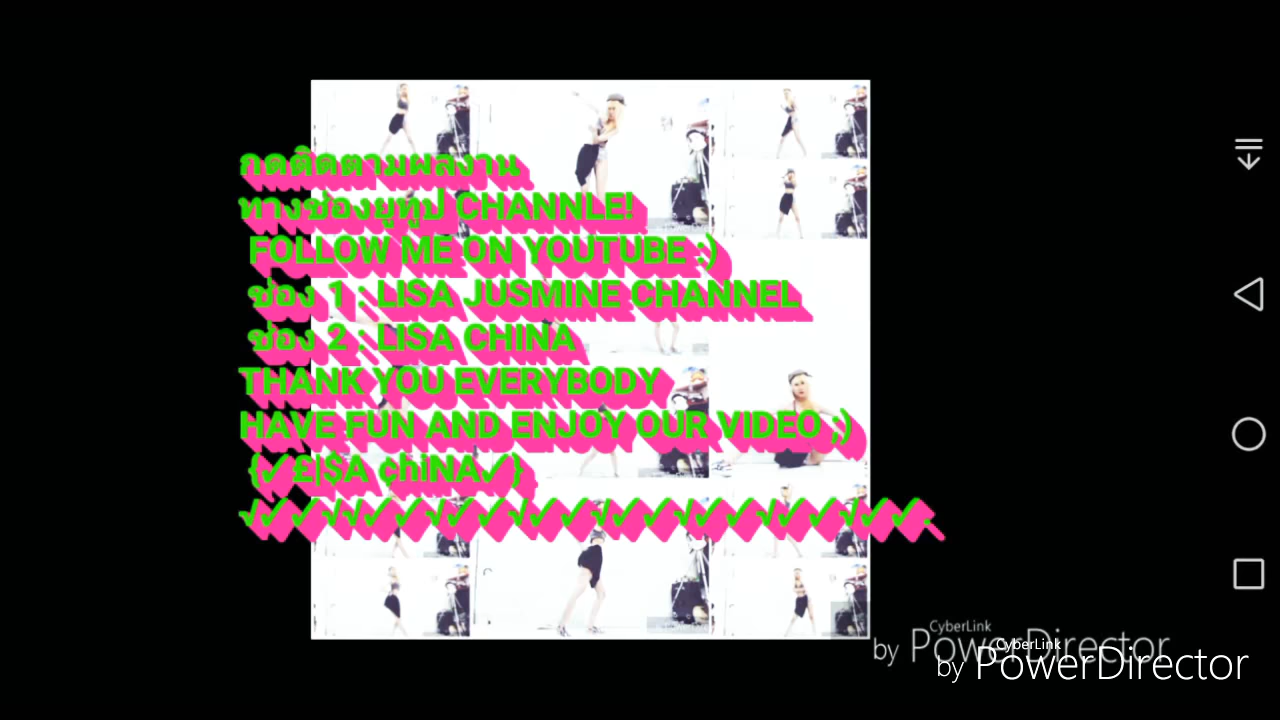 กดติดตามผลงาน
ทางช่องยูทูป CHANNLE!
FOLLOW ME ON YOUTUBE :)
ช่อง 1 : LISA JUSMINE CHANNEL
ช่อง 2 : LISA CHINA
THANK YOU EVERYBODY
HAVE FUN AND ENJOY OUR VIDEO ;)
{✓£|$A ¢hiNA✓}
√✓✓√√✓✓√✓✓√✓✓√✓✓√✓✓√✓✓√✓✓.
CyberLink
by PowerDirector
CyberLink
by PowerDirector